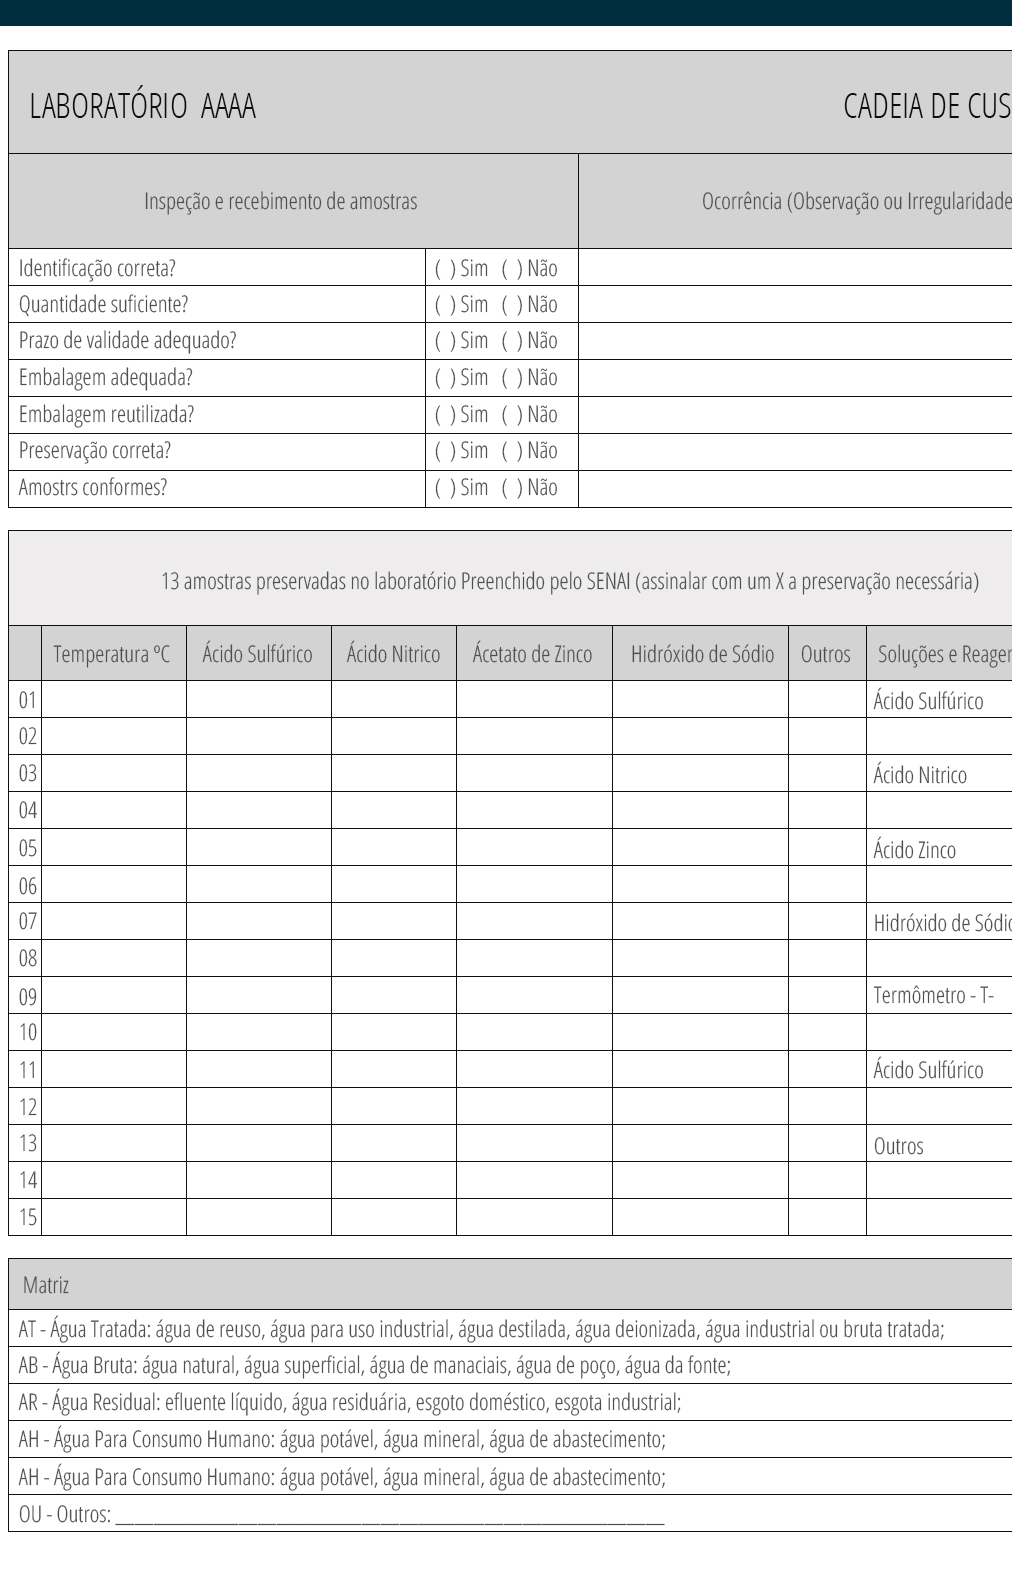 LABORATÓRIO AAAA CADEIA DE CUS
Inspeção e recebimento de amostras Ocorrência (Observação ou Irregularidade
Identificação correta? ( ) Sim ( ) Não
Quantidade suficiente? ( ) Sim ( ) Não
Prazo de validade adequado? ( ) Sim ( ) Não
Embalagem adequada? ( ) Sim ( ) Não
Embalagem reutilizada? ( ) Sim ( ) Não
Preservação correta? ( ) Sim ( ) Não
Amostrs conformes? ( ) Sim ( ) Não
13 amostras preservadas no laboratório Preenchido pelo SENAI (assinalar com um X a preservação necessária)
Temperatura ºC Ácido Sulfúrico Ácido Nitrico Ácetato de Zinco Hidróxido de Sódio Outros Soluções e Reagen
01 Ácido Sulfúrico
02
03 Ácido Nitrico
04
05 Ácido Zinco
06
07 Hidróxido de Sódio
08
09 Termômetro - T-
10
11 Ácido Sulfúrico
12
13 Outros
14
15
Matriz
AT - Água Tratada: água de reuso, água para uso industrial, água destilada, água deionizada, água industrial ou bruta tratada;
AB - Água Bruta: água natural, água superficial, água de manaciais, água de poço, água da fonte;
AR - Água Residual: efluente líquido, água residuária, esgoto doméstico, esgota industrial;
AH - Água Para Consumo Humano: água potável, água mineral, água de abastecimento;
AH - Água Para Consumo Humano: água potável, água mineral, água de abastecimento;
OU - Outros: ______________________________________________________